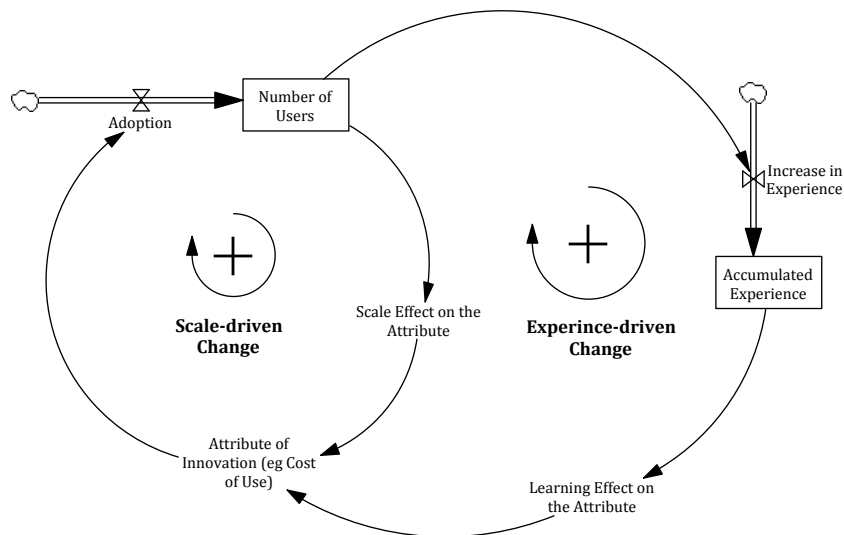 Number of
Users
Adoption
Increase in
Experience
Accumulated
Experience
Scale Effect on the
Attribute
Scale-driven
Change
Experince-driven
Change
Attribute of
Innovation (eg Cost
of Use)
Learning Effect on
the Attribute